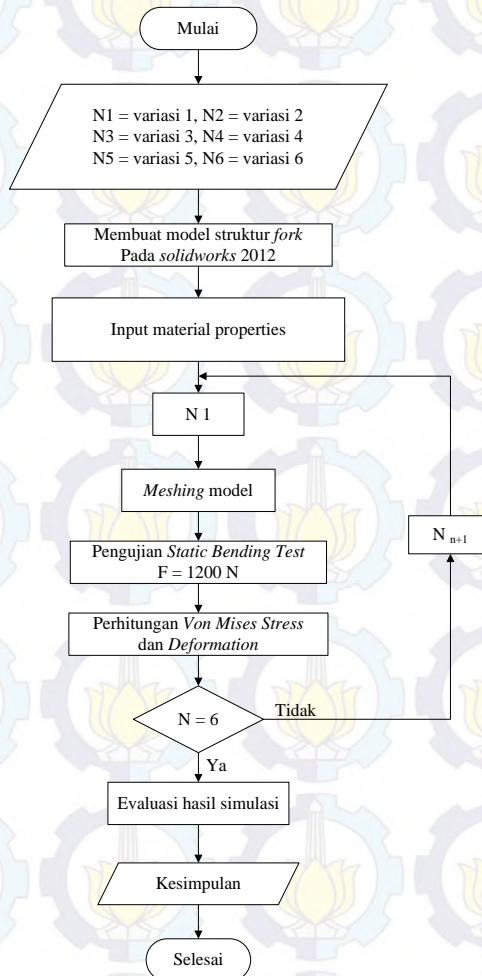 Mulai
N1 = variasi 1, N2 = variasi 2
N3 = variasi 3, N4 = variasi 4
N5 = variasi 5, N6 = variasi 6
Membuat model struktur fork
Pada solidworks 2012
Input material properties
N 1
Meshing model
N n+1
Pengujian Static Bending Test
F = 1200 N
Perhitungan Von Mises Stress
dan Deformation
N = 6
Tidak
Ya
Evaluasi hasil simulasi
Kesimpulan
Selesai